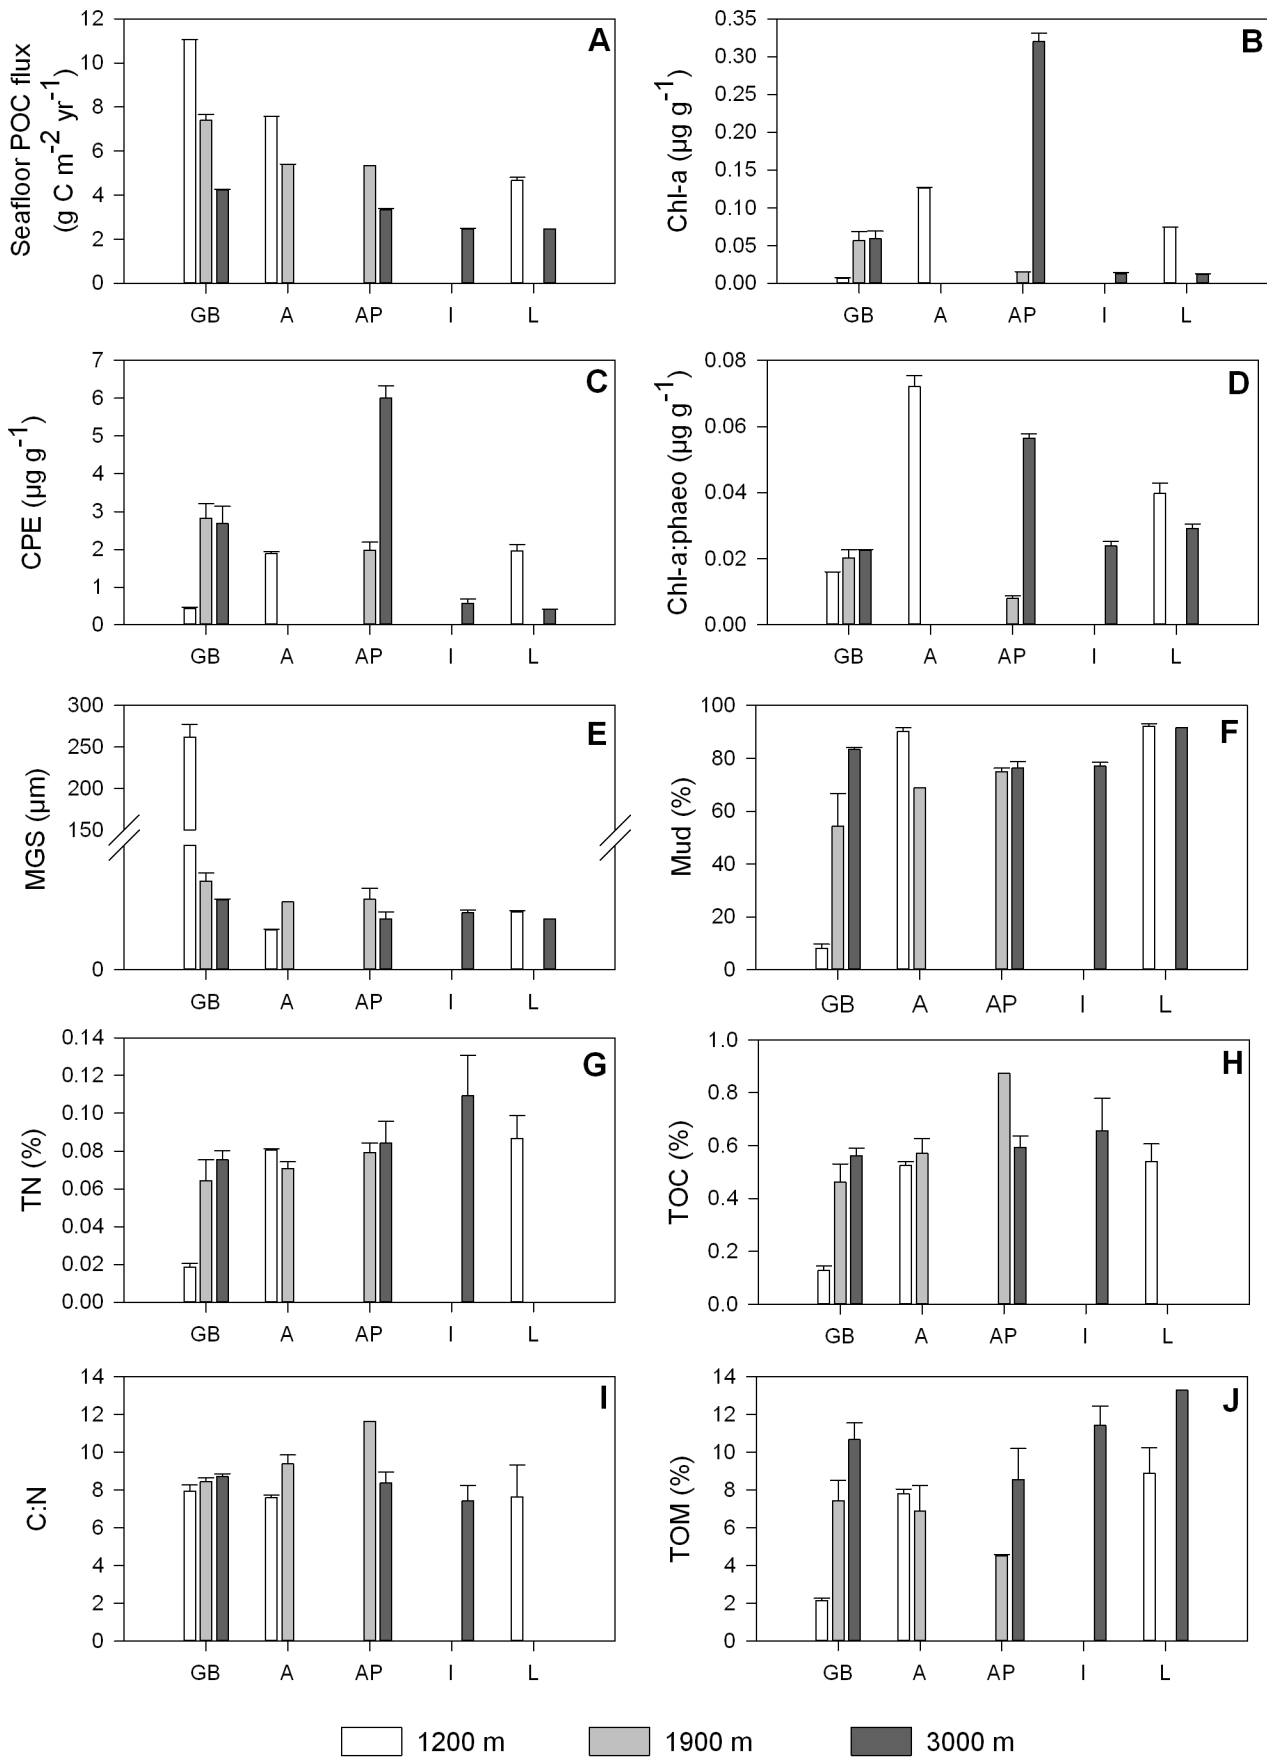 A
Seafloor POC flux
(g C m-2 yr-1)
12
10
8
6
4
2
0
GB A AP I L
B
Chl-a (µg g-1)
0.35
0.30
0.25
0.20
0.15
0.10
0.05
0.00
GB A AP I L
C
CPE (µg g-1)
7
6
5
4
3
2
1
0
GB A AP I L
D
Chl-a:phaeo (µg g-1)
0.08
0.06
0.04
0.02
0.00
GB A AP I L
E
MGS (µm)
300
250
200
150
0
GB A AP I L
F
Mud (%)
100
80
60
40
20
0
GB A AP I L
G
TN (%)
0.14
0.12
0.10
0.08
0.06
0.04
0.02
0.00
GB A AP I L
H
TOC (%)
1.0
0.8
0.6
0.4
0.2
0.0
GB A AP I L
I
C:N
14
12
10
8
6
4
2
0
GB A AP I L
J
TOM (%)
14
12
10
8
6
4
2
0
GB A AP I L
1200 m 1900 m 3000 m